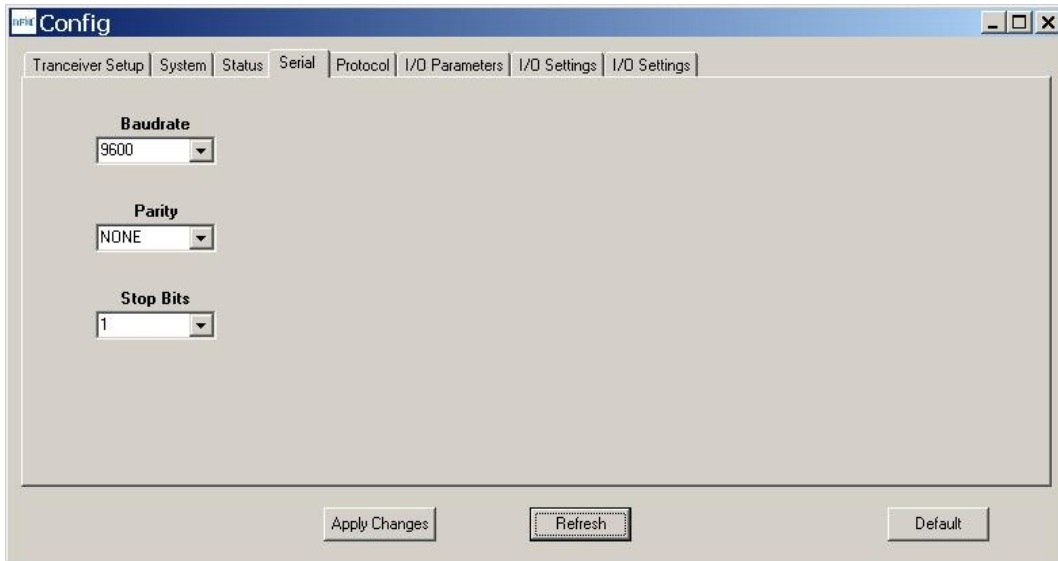 Config
Tranceiver Setup System Status Serial Protocol I/O Parameters I/O Settings I/O Settings
Baudrate
9600
Parity
NONE
Stop Bits
1
Apply Changes Refresh Default